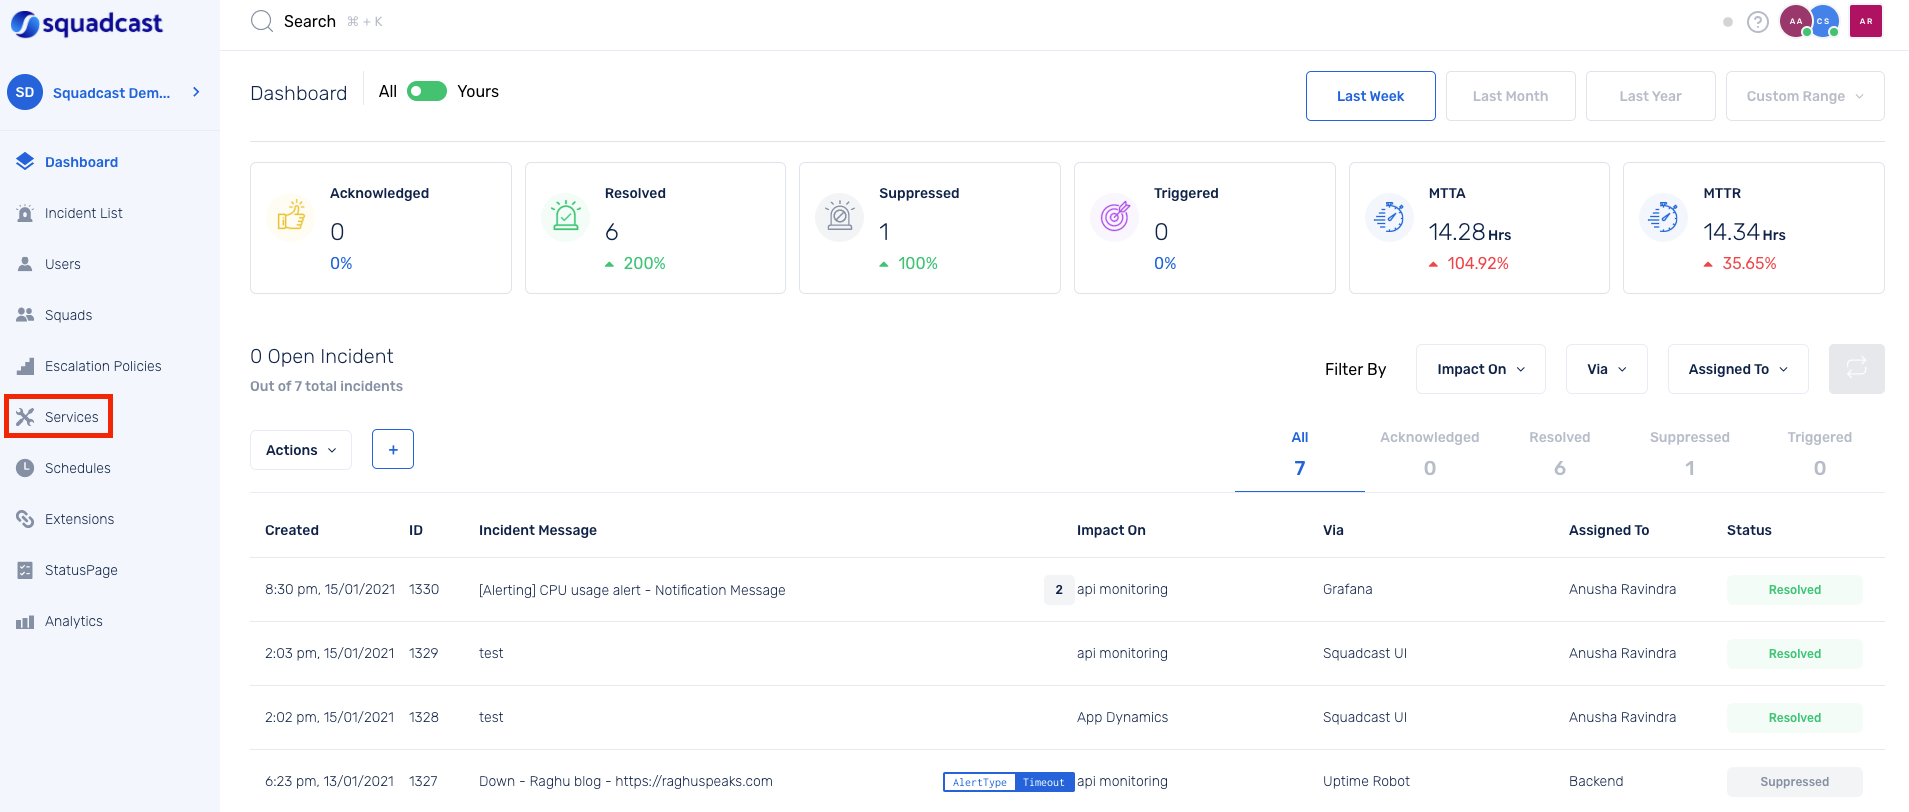 squadcast
Search ⌘ + K
? AA CS AR
SD Squadcast Dem...
Dashboard
Incident List
Users
Squads
Escalation Policies
Services
Schedules
Extensions
StatusPage
Analytics
Dashboard All Yours
Last Week Last Month Last Year Custom Range
Acknowledged
0
0%
Resolved
6
200%
Suppressed
1
100%
Triggered
0
0%
MTTA
14.28 Hrs
104.92%
MTTR
14.34 Hrs
35.65%
0 Open Incident
Out of 7 total incidents
Filter By Impact On Via Assigned To
Actions +
All Acknowledged Resolved Suppressed Triggered
7 0 6 1 0
Created ID Incident Message Impact On Via Assigned To Status
8:30 pm, 15/01/2021 1330 [Alerting] CPU usage alert - Notification Message 2 api monitoring Grafana Anusha Ravindra Resolved
2:03 pm, 15/01/2021 1329 test api monitoring Squadcast UI Anusha Ravindra Resolved
2:02 pm, 15/01/2021 1328 test App Dynamics Squadcast UI Anusha Ravindra Resolved
6:23 pm, 13/01/2021 1327 Down - Raghu blog - https://raghuspeaks.com AlertType Timeout api monitoring Uptime Robot Backend Suppressed